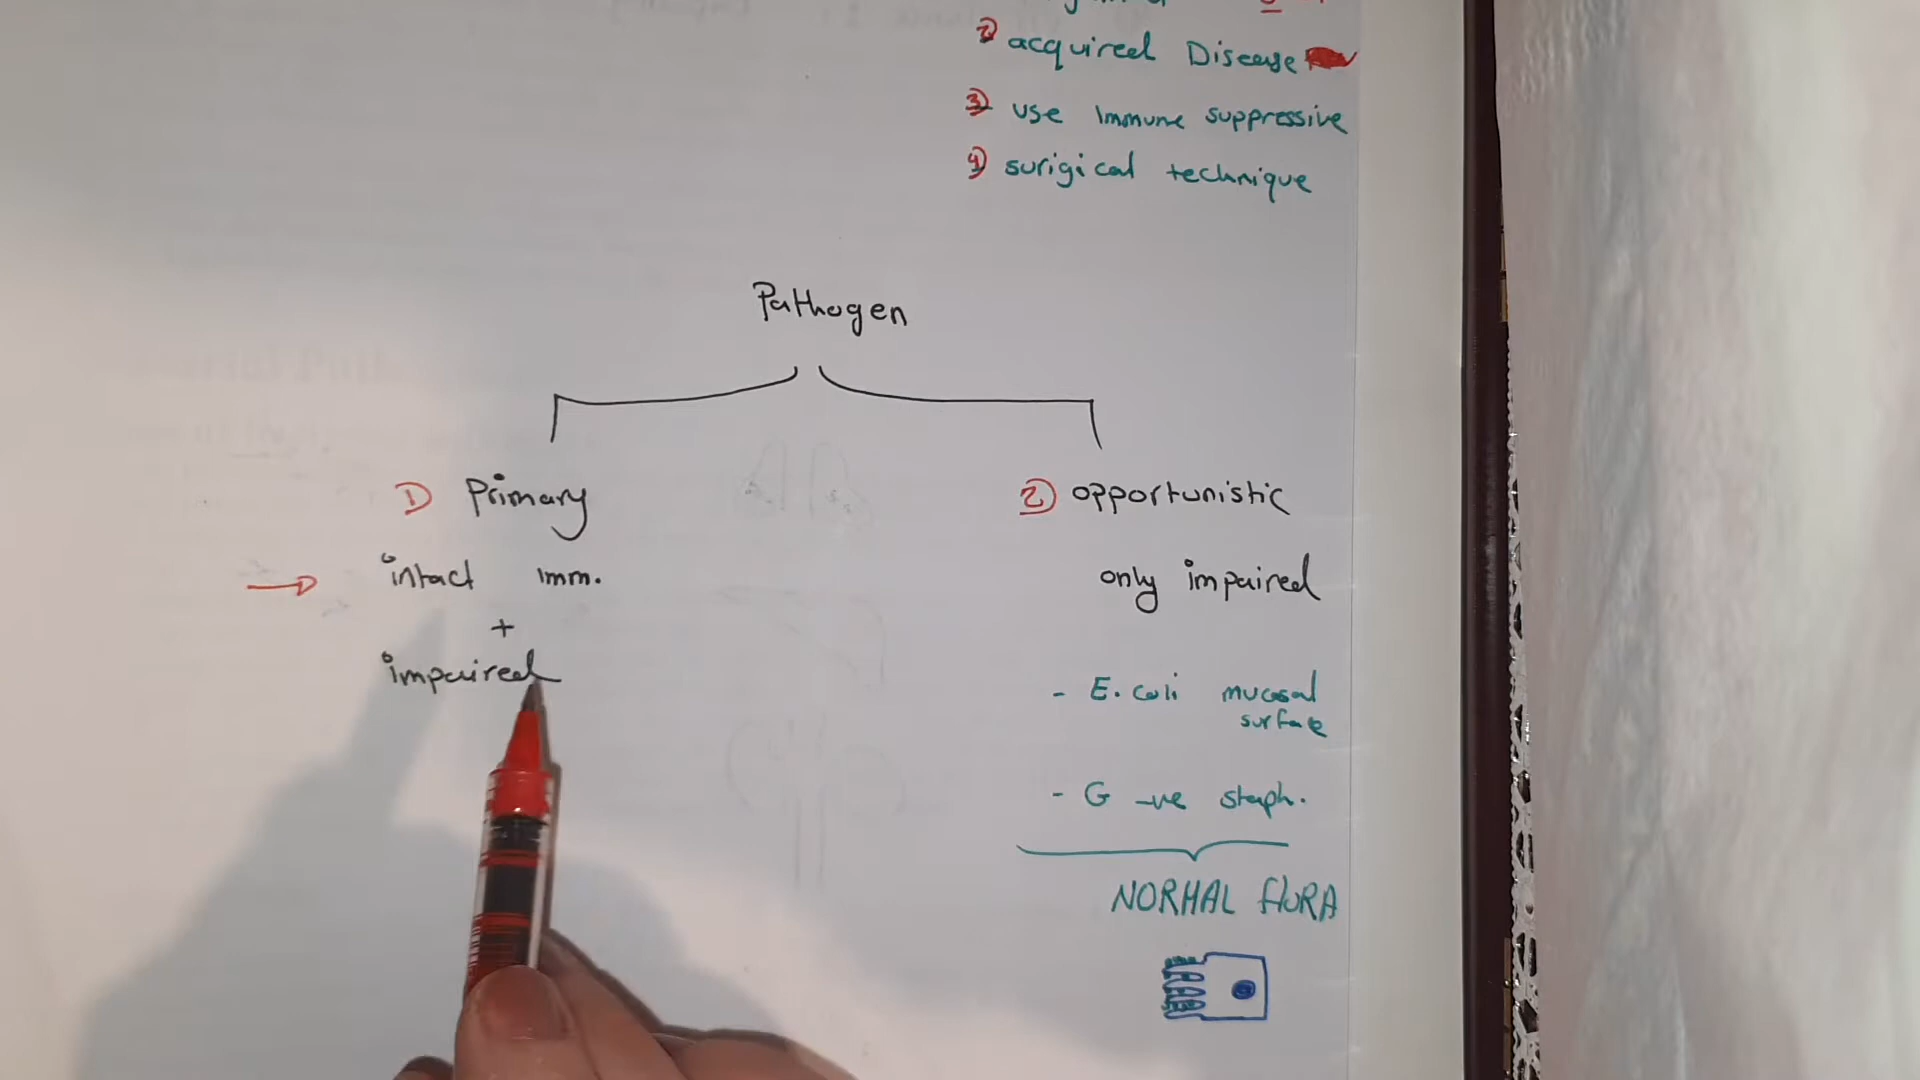 ② acquired Disease
③ use Immune suppressive
④ surigical technique
Pathogen
① Primary
intact imm.
+
impaired
② opportunistic
only impaired
- E. coli mucosal
surface
- G -ve staph.
NORMAL flORA